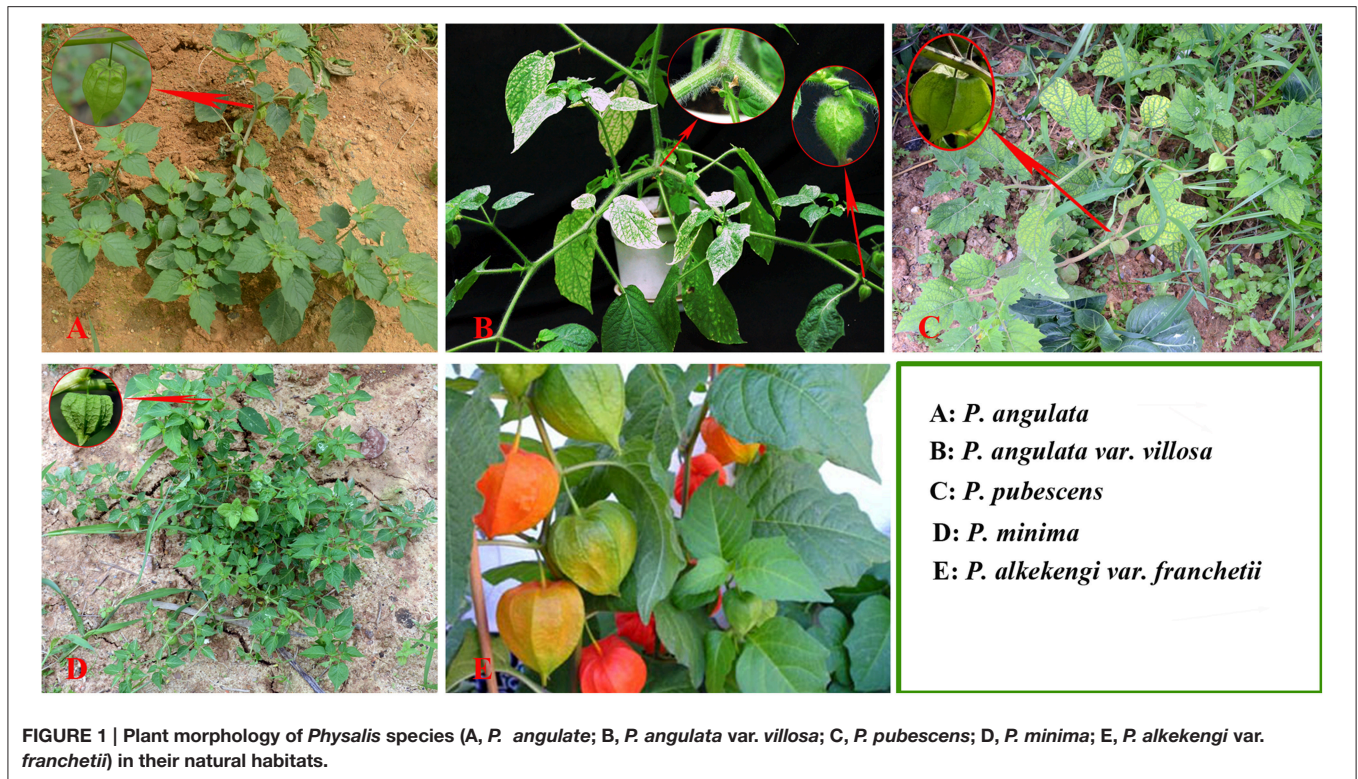 A
B
C
D
E
A: P. angulata
B: P. angulata var. villosa
C: P. pubescens
D: P. minima
E: P. alkekengi var. franchetii
FIGURE 1 | Plant morphology of Physalis species (A, P. angulate; B, P. angulata var. villosa; C, P. pubescens; D, P. minima; E, P. alkekengi var.
franchetii) in their natural habitats.